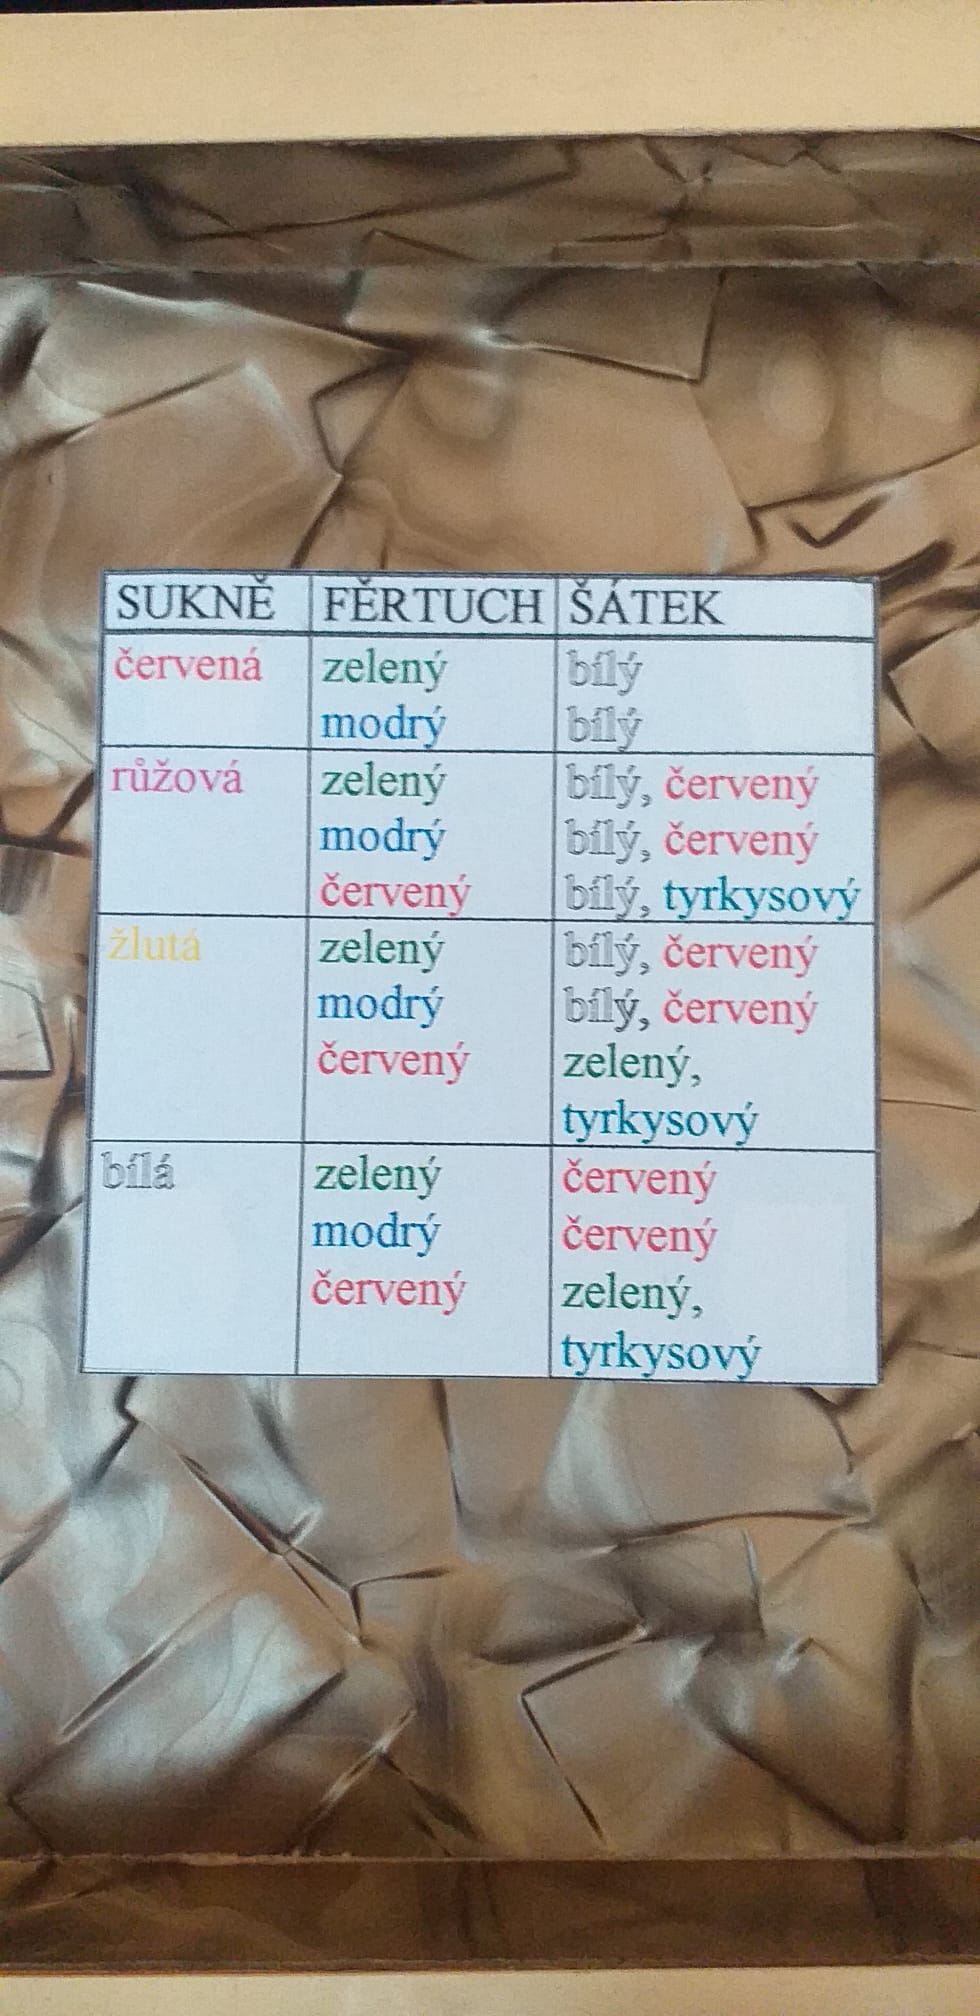 SUKNĚ FĚRTUCH ŠÁTEK
červená zelený bílý
modrý bílý
růžová zelený bílý, červený
modrý bílý, červený
červený bílý, tyrkysový
žlutá zelený bílý, červený
modrý bílý, červený
červený zelený,
tyrkysový
bílá zelený červený
modrý červený
červený zelený,
tyrkysový